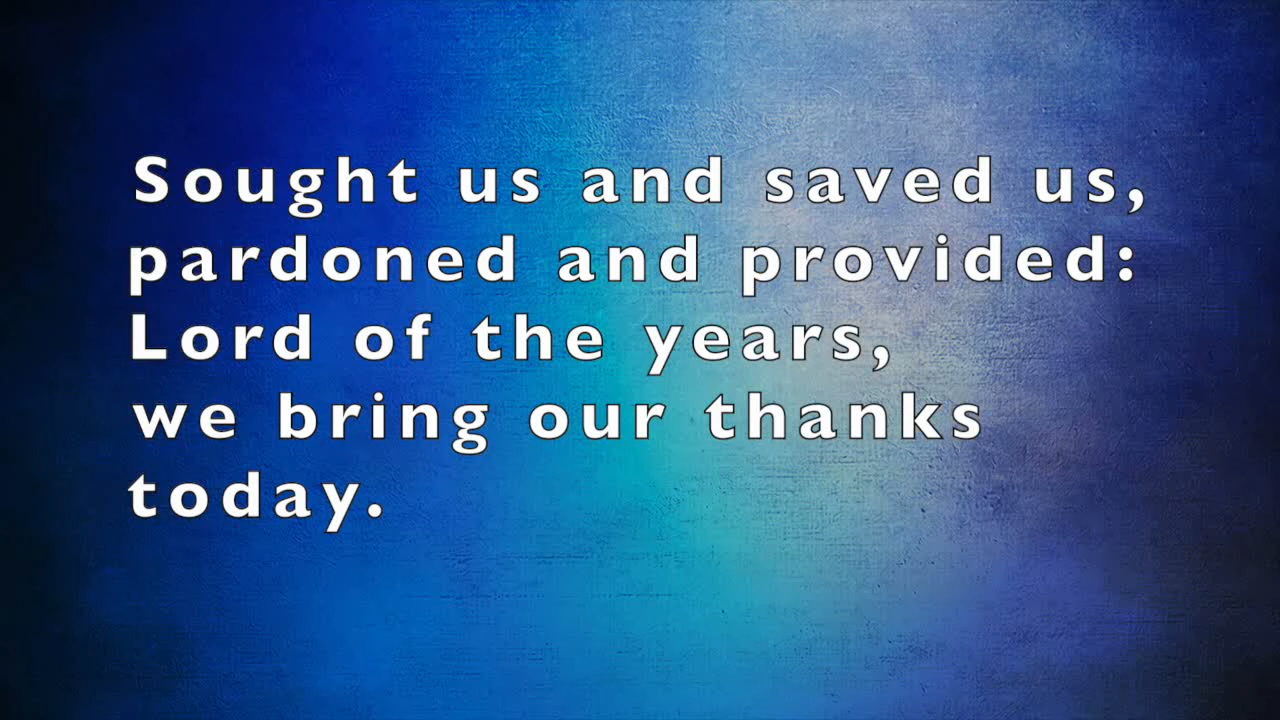 Sought us and saved us,
pardoned and provided:
Lord of the years,
we bring our thanks
today.